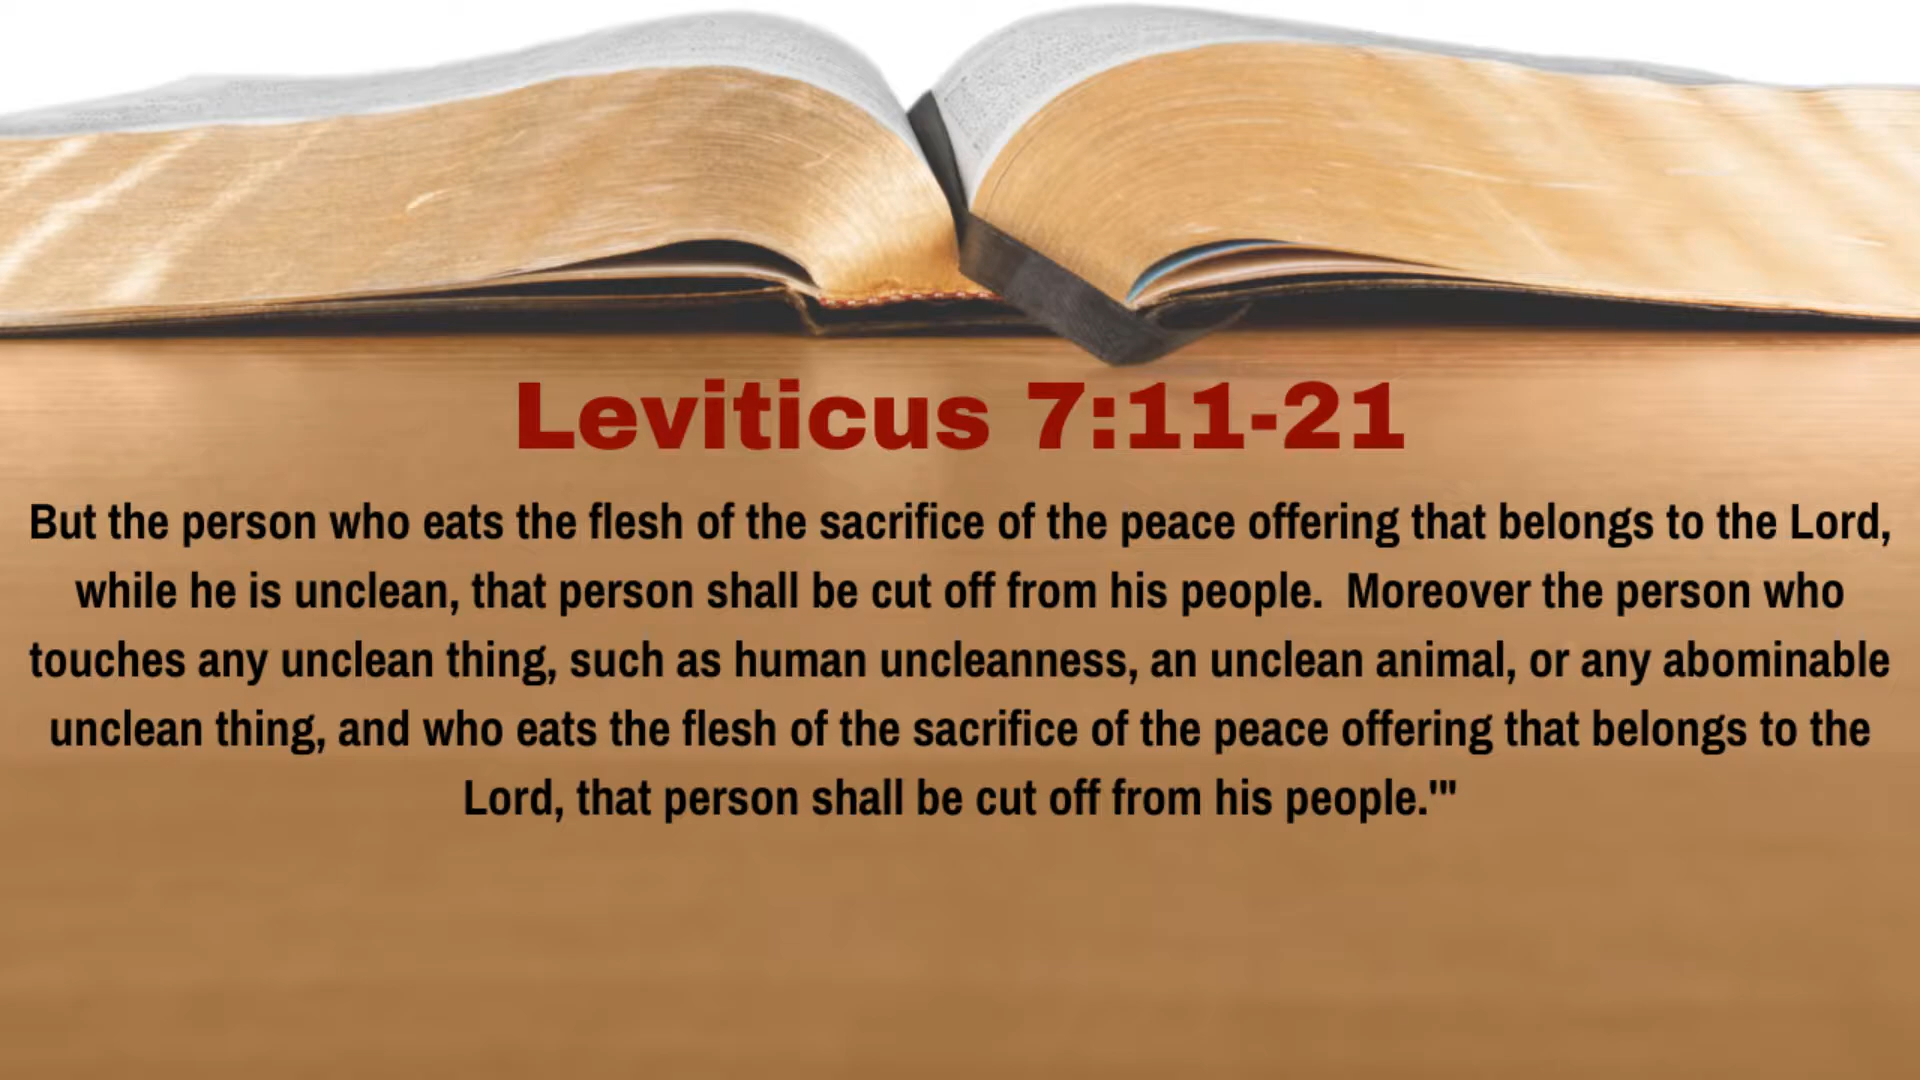 Leviticus 7:11-21
But the person who eats the flesh of the sacrifice of the peace offering that belongs to the Lord,
while he is unclean, that person shall be cut off from his people.  Moreover the person who
touches any unclean thing, such as human uncleanness, an unclean animal, or any abominable
unclean thing, and who eats the flesh of the sacrifice of the peace offering that belongs to the
Lord, that person shall be cut off from his people.'"